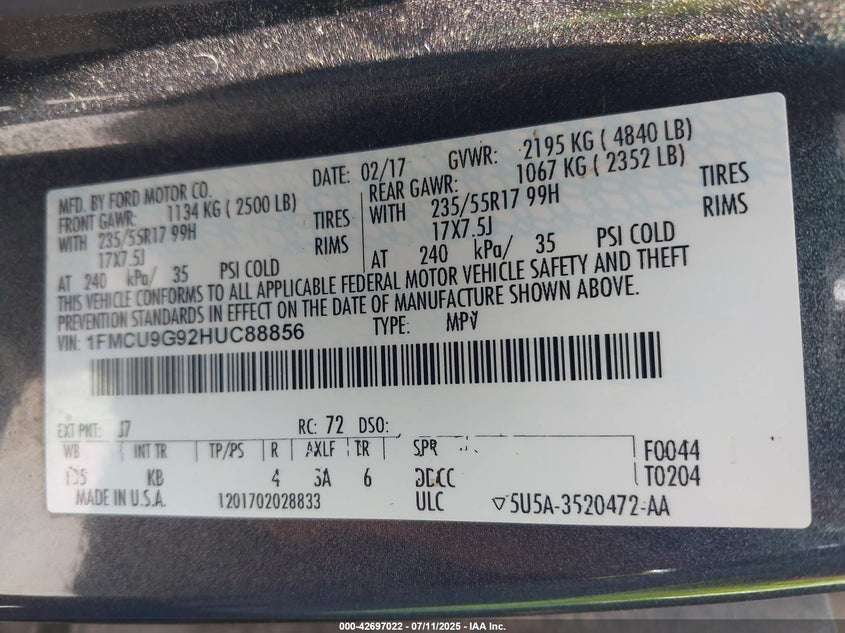 MFD. BY FORD MOTOR CO. DATE: 02/17 GVWR: 2195 KG ( 4840 LB)
FRONT GAWR: 1134 KG ( 2500 LB) REAR GAWR: 1067 KG ( 2352 LB)
WITH 235/55R17 99H TIRES WITH 235/55R17 99H TIRES
17X7.5J RIMS 17X7.5J RIMS
AT 240 kPa/ 35 PSI COLD AT 240 kPa/ 35 PSI COLD
THIS VEHICLE CONFORMS TO ALL APPLICABLE FEDERAL MOTOR VEHICLE SAFETY AND THEFT
PREVENTION STANDARDS IN EFFECT ON THE DATE OF MANUFACTURE SHOWN ABOVE.
VIN: 1FMCU9G92HUC88856 TYPE: MPV
EXT PNT: J7 RC: 72 DSO:
WB INT TR TP/PS R AXLE TR SPR F0044
105 KB 4 6 T0204
MADE IN U.S.A. 1201702028833 ULC 5U5A-3520472-AA
000-42697022 - 07/11/2025 - IAA Inc.